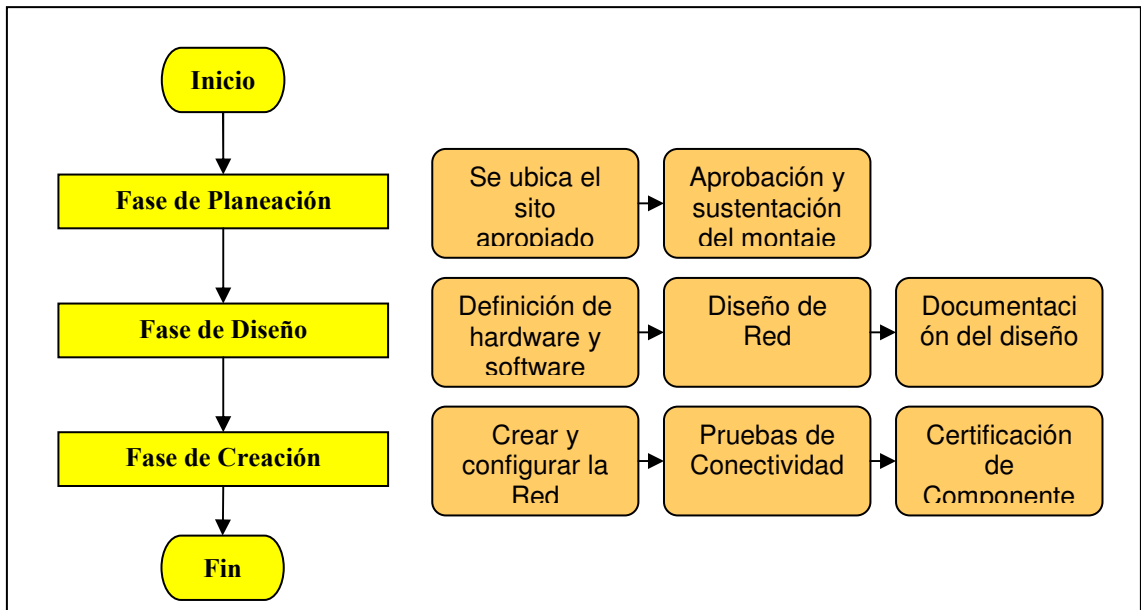 Inicio
Fase de Planeación
Se ubica el
sito
apropiado
Aprobación y
sustentación
del montaje
Fase de Diseño
Definición de
hardware y
software
Diseño de
Red
Documentaci
ón del diseño
Fase de Creación
Crear y
configurar la
Red
Pruebas de
Conectividad
Certificación
de
Componente
Fin